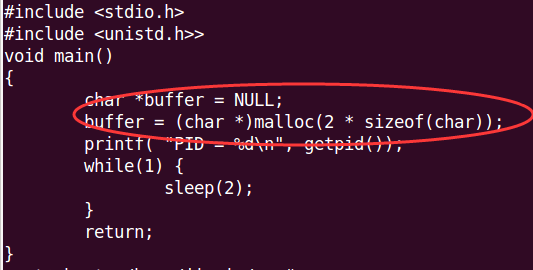 #include <stdio.h>
#include <unistd.h>>
void main()
{
        char *buffer = NULL;
        buffer = (char *)malloc(2 * sizeof(char));
        printf( "PID = %d\n", getpid());
        while(1) {
                sleep(2);
        }
        return;
}